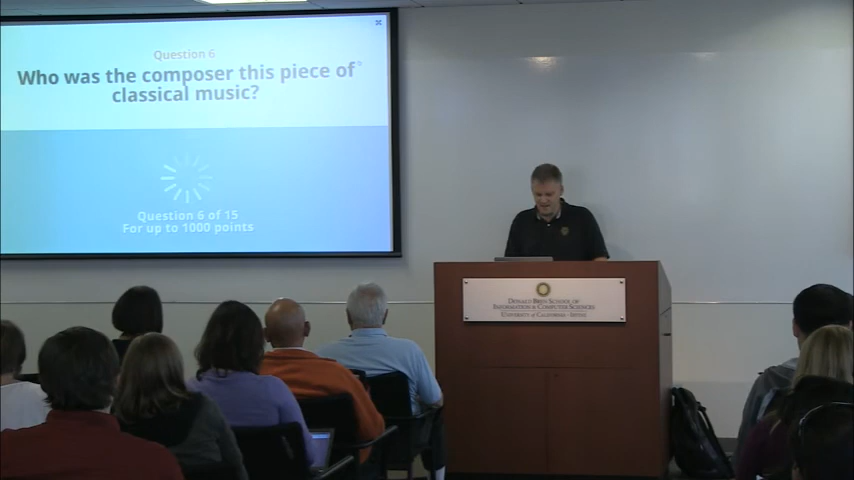 Question 6
Who was the composer this piece of
classical music?
Question 6 of 15
For up to 1000 points
Donald Bren School of
Information & Computer Sciences
University of California - Irvine